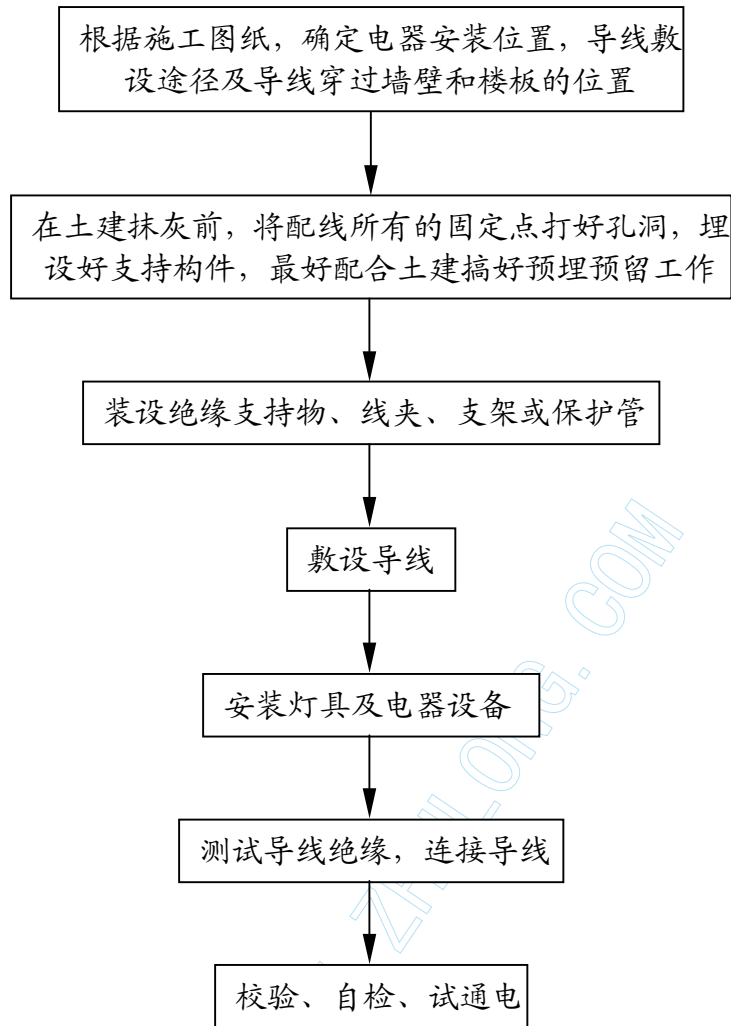 根据施工图纸，确定电器安装位置，导线敷
设途径及导线穿过墙壁和楼板的位置
在土建抹灰前，将配线所有的固定点打好孔洞，埋
设好支持构件，最好配合土建搞好预埋预留工作
装设绝缘支持物、线夹、支架或保护管
敷设导线
安装灯具及电器设备
测试导线绝缘，连接导线
校验、自检、试通电
ZHULONG.COM